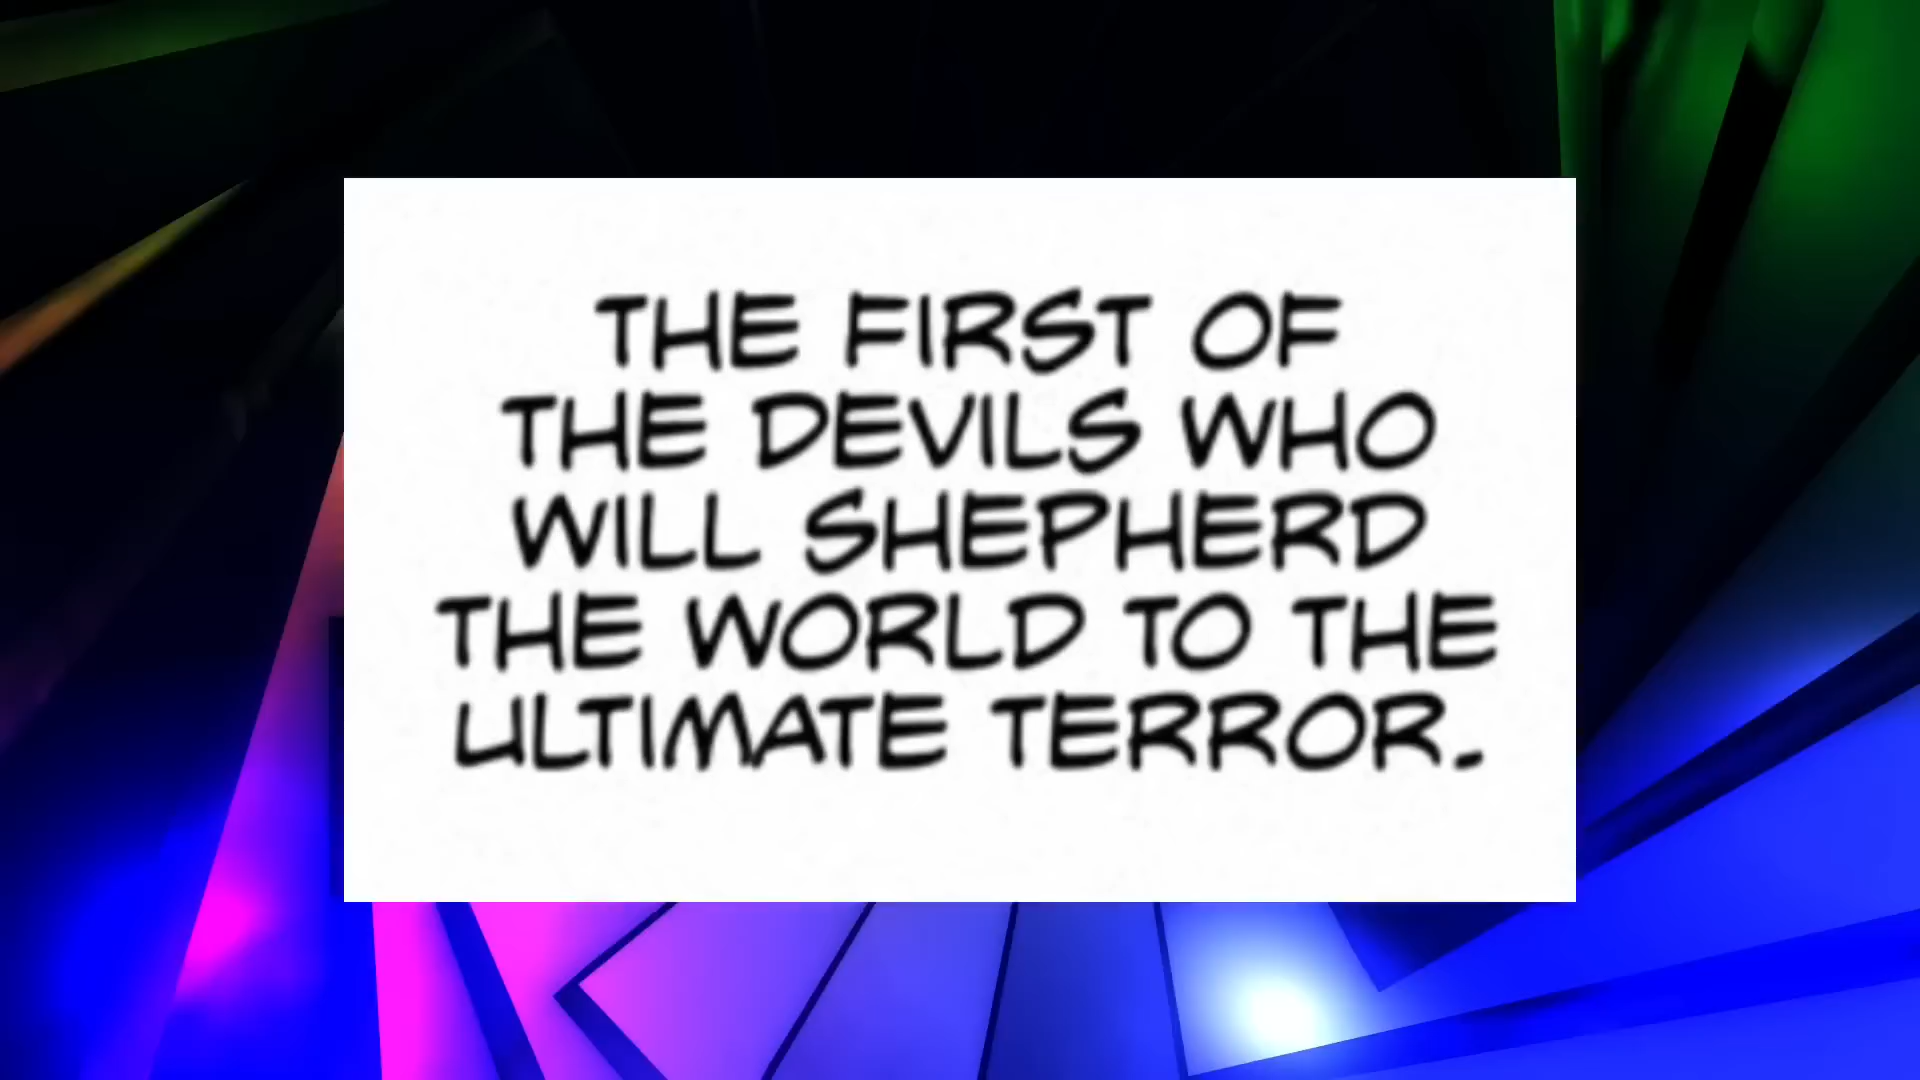 THE FIRST OF
THE DEVILS WHO
WILL SHEPHERD
THE WORLD TO THE
ULTIMATE TERROR.